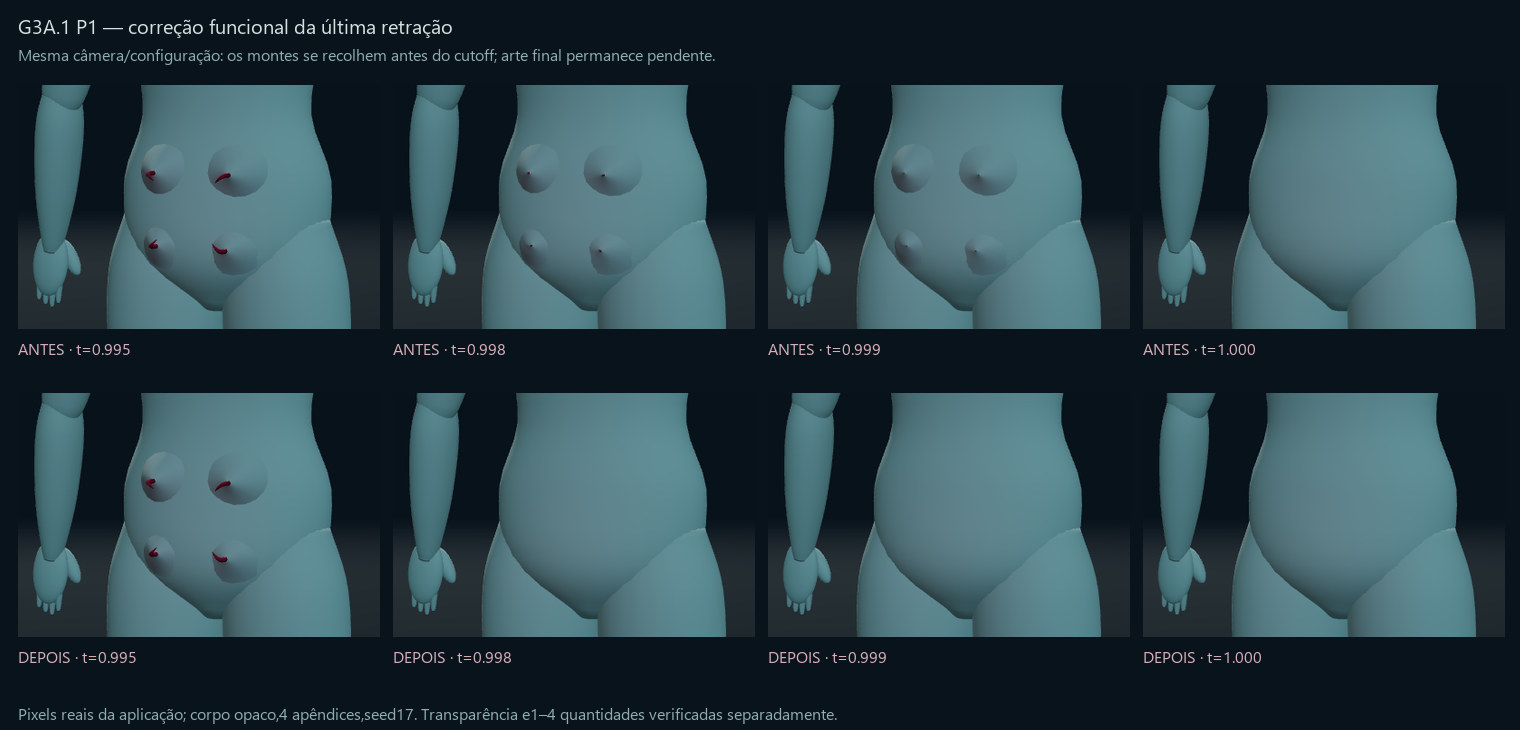 G3A.1 P1 — correção funcional da última retração
Mesma câmera/configuração: os montes se recolhem antes do cutoff; arte final permanece pendente.
ANTES · t=0.995
ANTES · t=0.998
ANTES · t=0.999
ANTES · t=1.000
DEPOIS · t=0.995
DEPOIS · t=0.998
DEPOIS · t=0.999
DEPOIS · t=1.000
Pixels reais da aplicação; corpo opaco,4 apêndices,seed17. Transparência e1–4 quantidades verificadas separadamente.